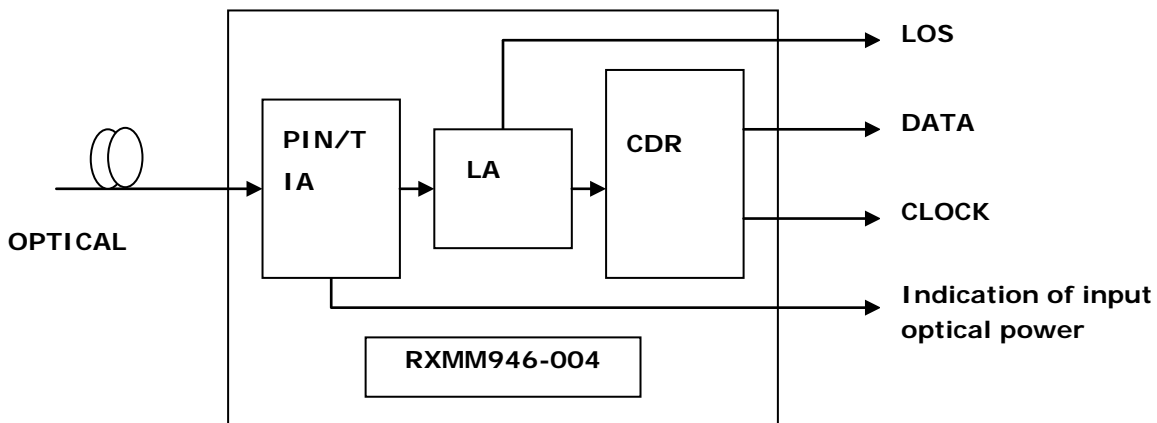 LOS
PIN/T
IA
LA
CDR
DATA
CLOCK
OPTICAL
Indication of input
optical power
RXMM946-004